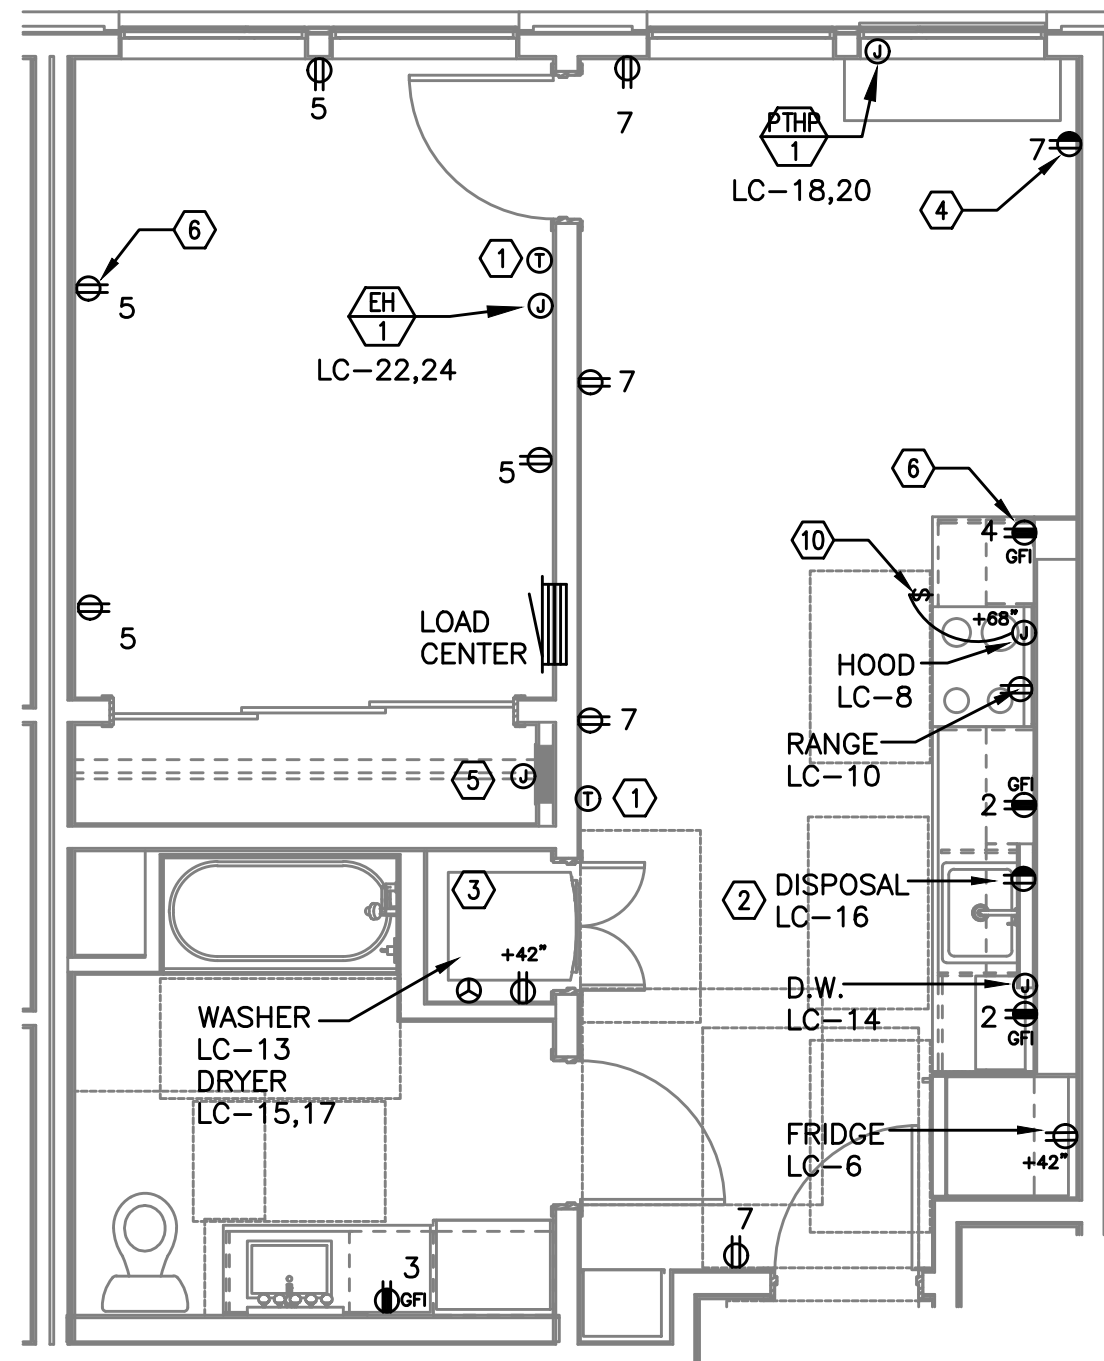 5
7
J
PTHP
1
LC-18,20
7
4
6
5
1 T
EH
1
J
LC-22,24
7
5
6
4
GFI
10
$
+68"
J
HOOD
LC-8
5
LOAD
CENTER
RANGE
LC-10
7
5 J
T 1
GFI
2
3
2
DISPOSAL
LC-16
+42"
D.W.
LC-14
J
2
GFI
WASHER
LC-13
DRYER
LC-15,17
FRIDGE
LC-6
+42"
7
3
GFI